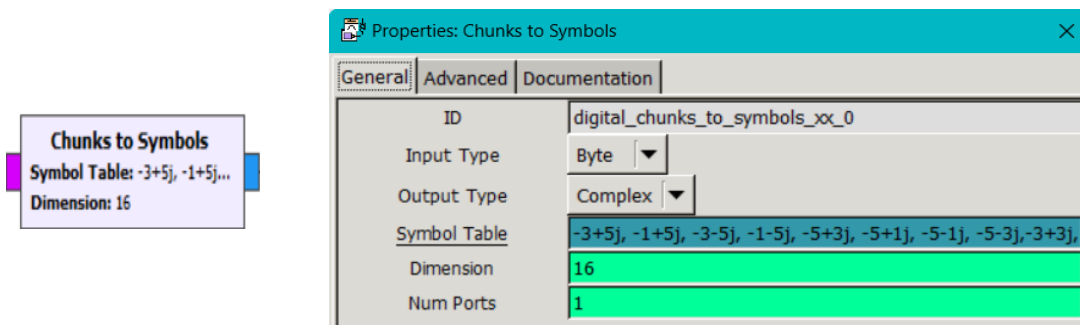 Chunks to Symbols
Symbol Table: -3+5j, -1+5j...
Dimension: 16
Properties: Chunks to Symbols
General Advanced Documentation
ID digital_chunks_to_symbols_xx_0
Input Type Byte
Output Type Complex
Symbol Table -3+5j, -1+5j, -3-5j, -1-5j, -5+3j, -5+1j, -5-1j, -5-3j,-3+3j,
Dimension 16
Num Ports 1